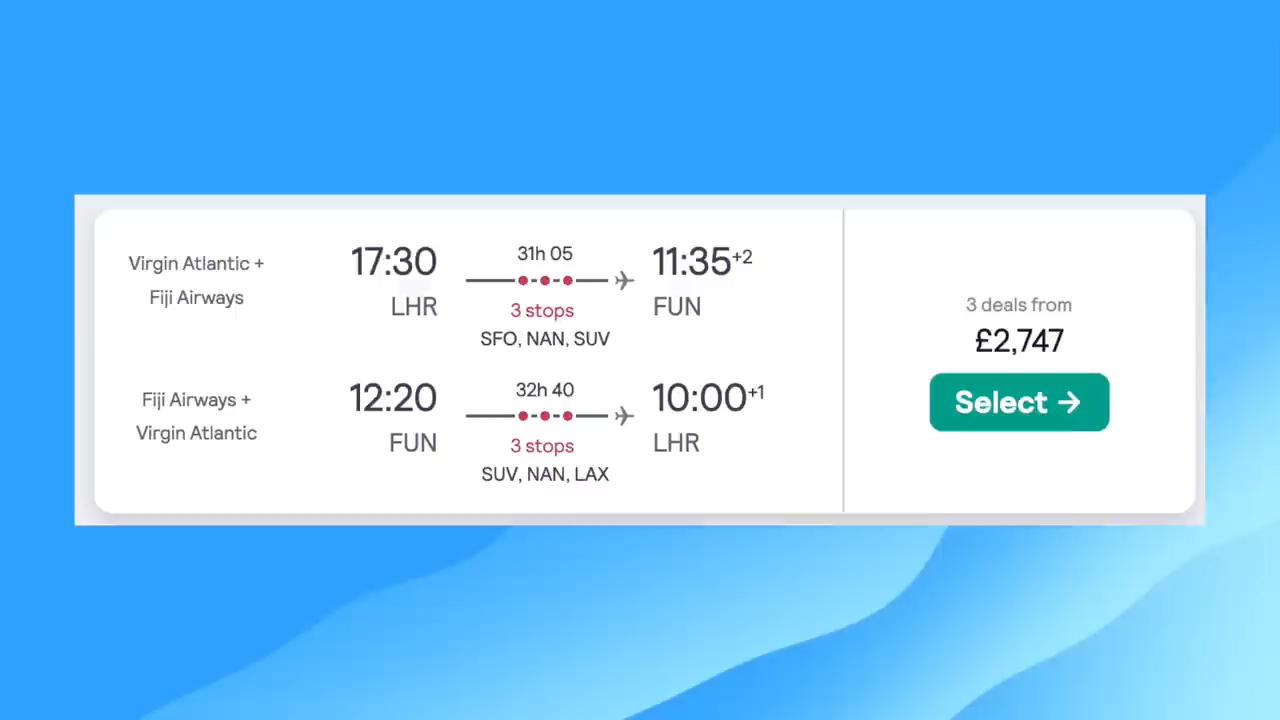 Virgin Atlantic +
Fiji Airways
17:30
LHR
31h 05
3 stops
SFO, NAN, SUV
11:35+2
FUN
Fiji Airways +
Virgin Atlantic
12:20
FUN
32h 40
3 stops
SUV, NAN, LAX
10:00+1
LHR
3 deals from
£2,747
Select →